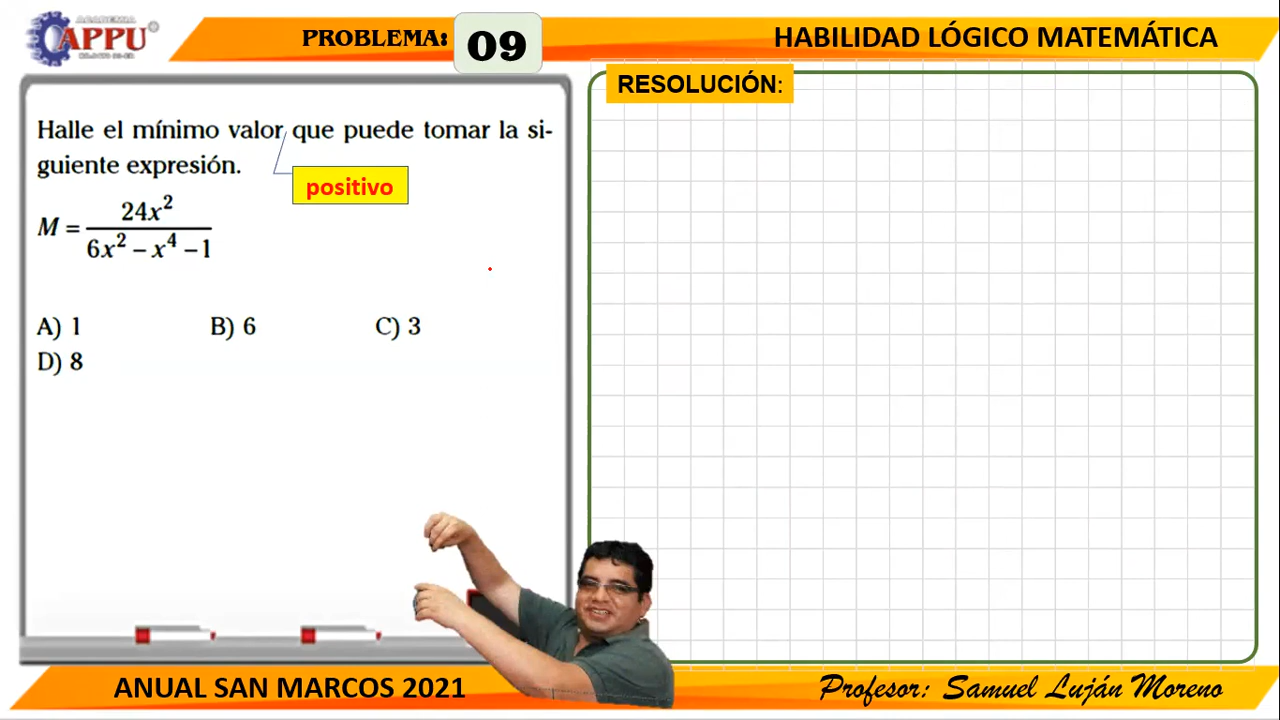 ACADEMIA
APPU
PROBLEMA: 09
HABILIDAD LÓGICO MATEMÁTICA
Halle el mínimo valor que puede tomar la si-
guiente expresión.
positivo
M = 24x² / 6x² – x⁴ – 1
A) 1 B) 6 C) 3
D) 8
RESOLUCIÓN:
ANUAL SAN MARCOS 2021
Profesor: Samuel Luján Moreno